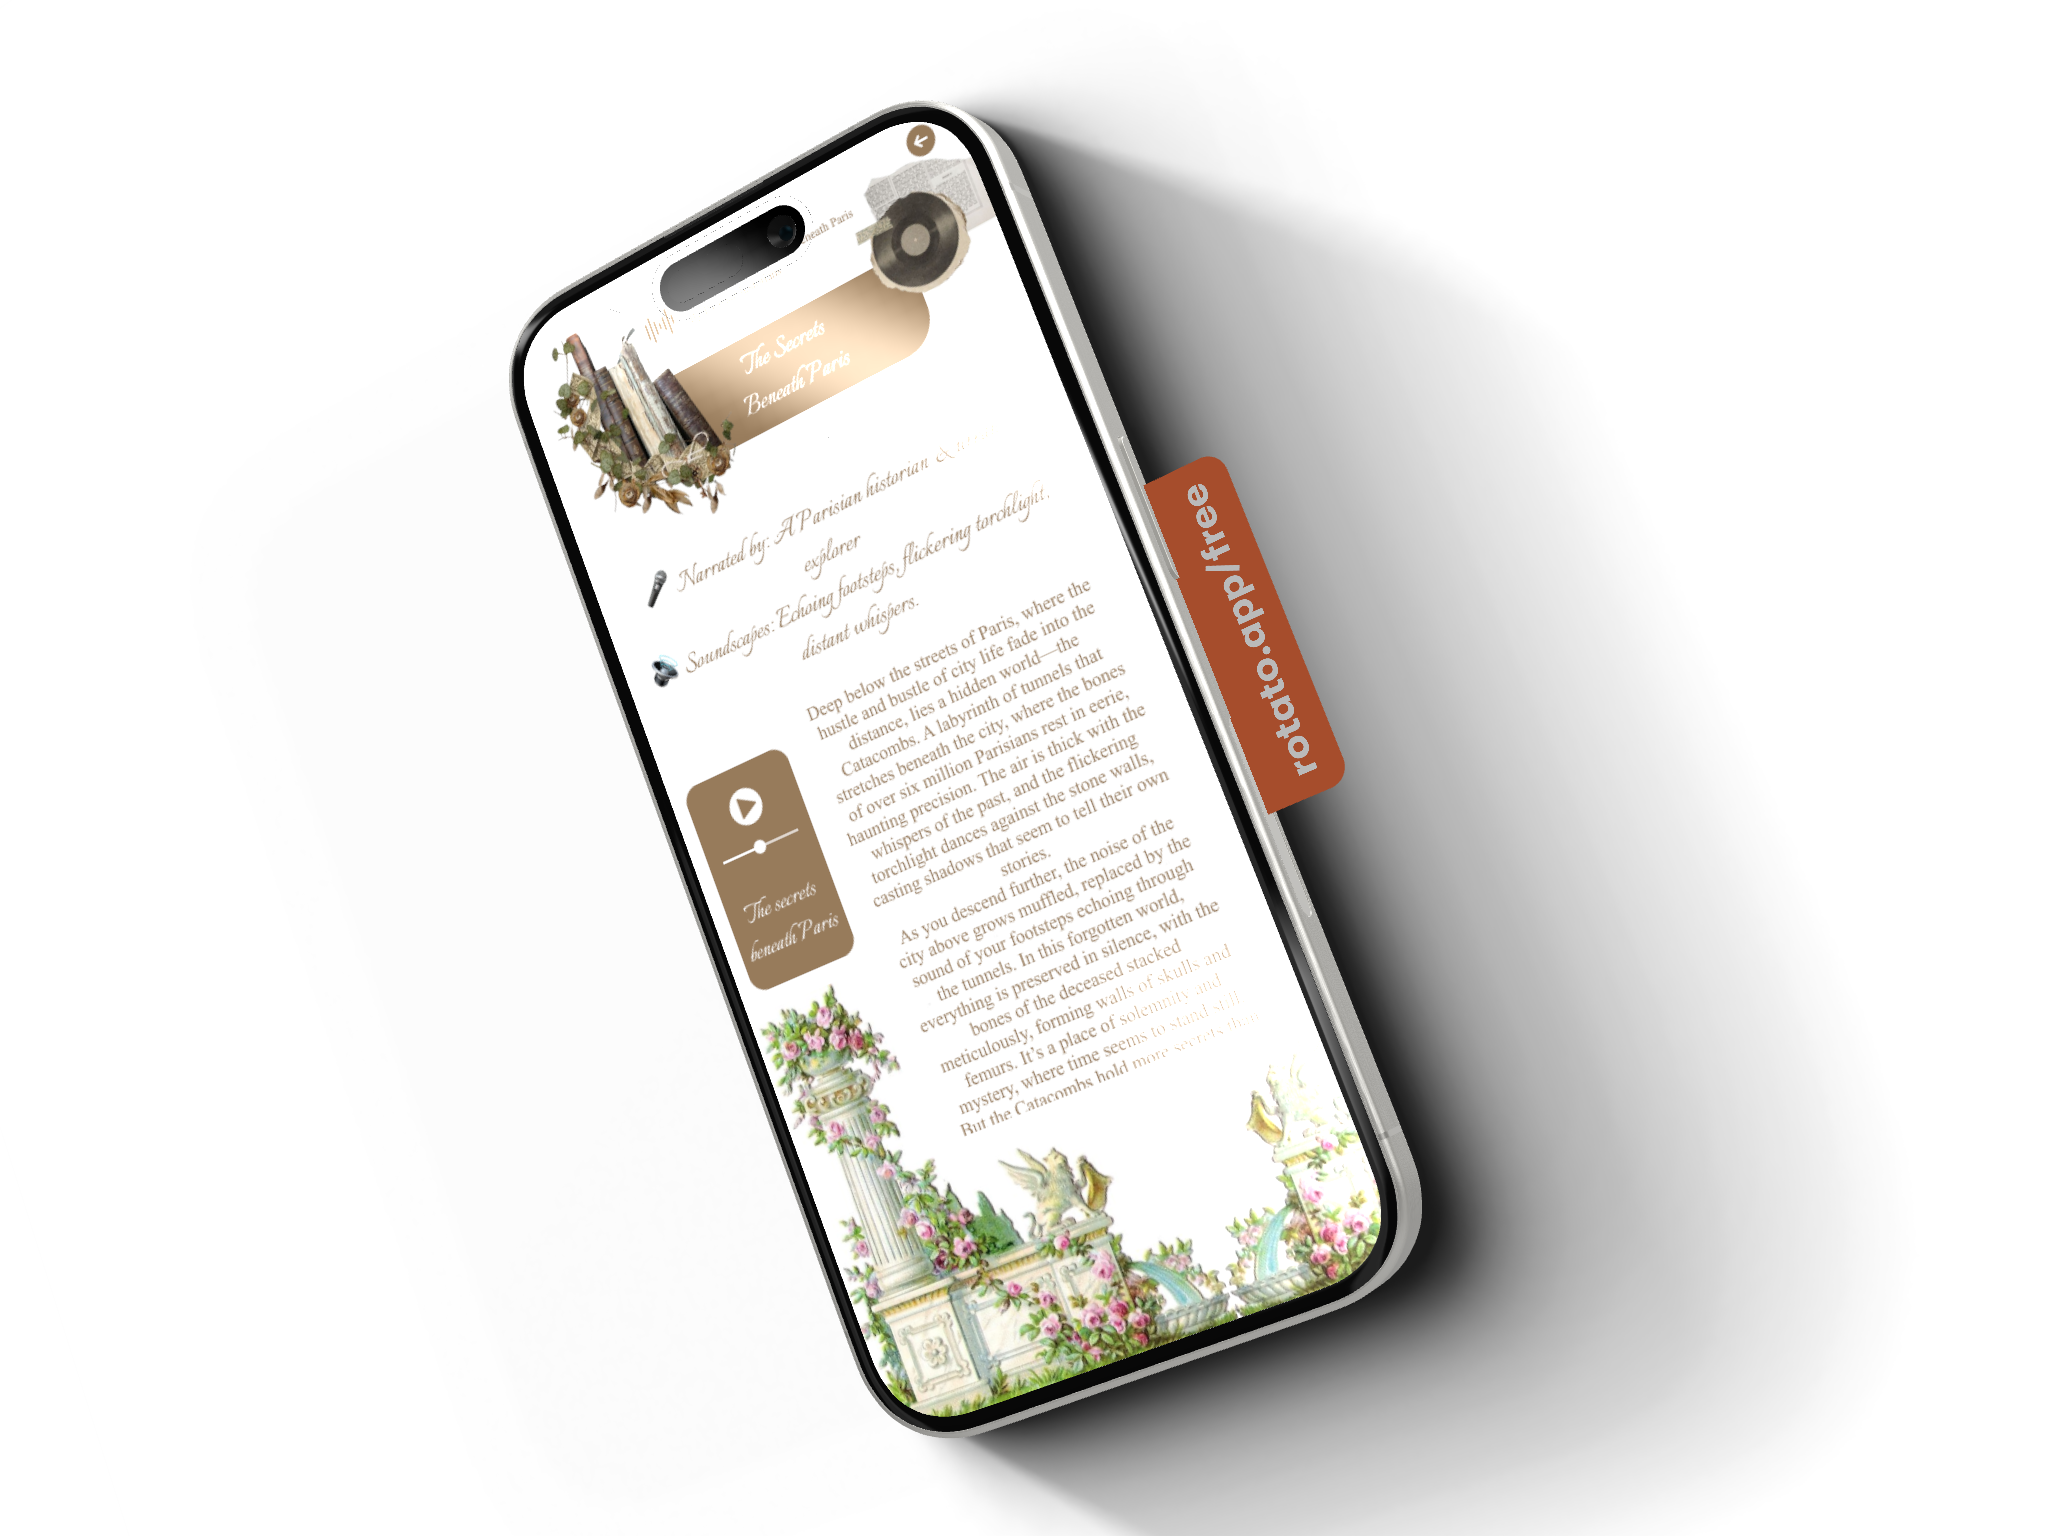 neath Paris
The Secrets
Beneath Paris
Narrated by: A Parisian historian &
explorer
Soundscapes: Echoing footsteps, flickering torchlight,
distant whispers.
Deep below the streets of Paris, where the
hustle and bustle of city life fade into the
distance, lies a hidden world—the
Catacombs. A labyrinth of tunnels that
stretches beneath the city, where the bones
of over six million Parisians rest in eerie,
haunting precision. The air is thick with the
whispers of the past, and the flickering
torchlight dances against the stone walls,
casting shadows that seem to tell their own
stories.
As you descend further, the noise of the
city above grows muffled, replaced by the
sound of your footsteps echoing through
the tunnels. In this forgotten world,
everything is preserved in silence, with the
bones of the deceased stacked
meticulously, forming walls of skulls and
femurs. It's a place of solemnity and
mystery, where time seems to stand still
But the Catacombs hold more secrets
The secrets
beneath Paris
rotato.app/free